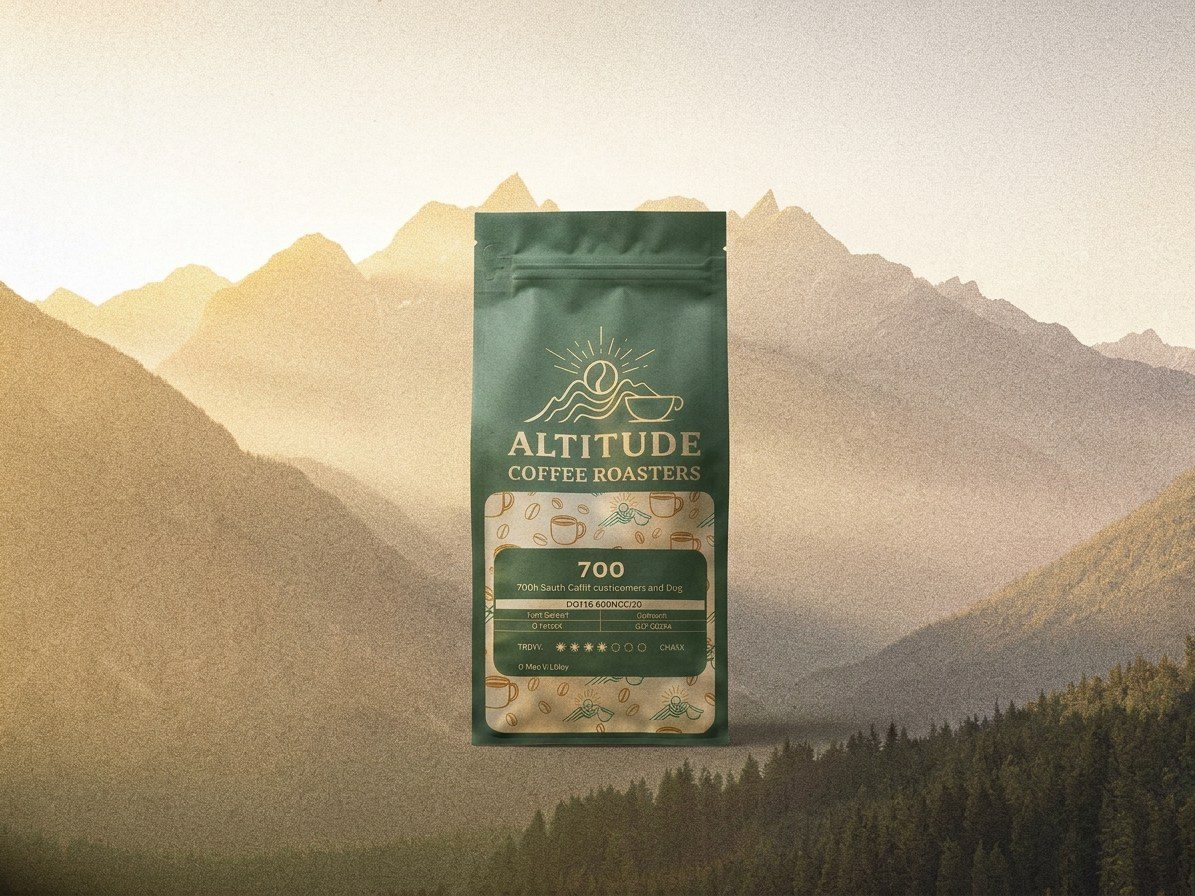 ALTITUDE
COFFEE ROASTERS
700
700h Sauth Caffit custicomers and Dog
DOT16 600NCC/20
TRDVV. CHASX